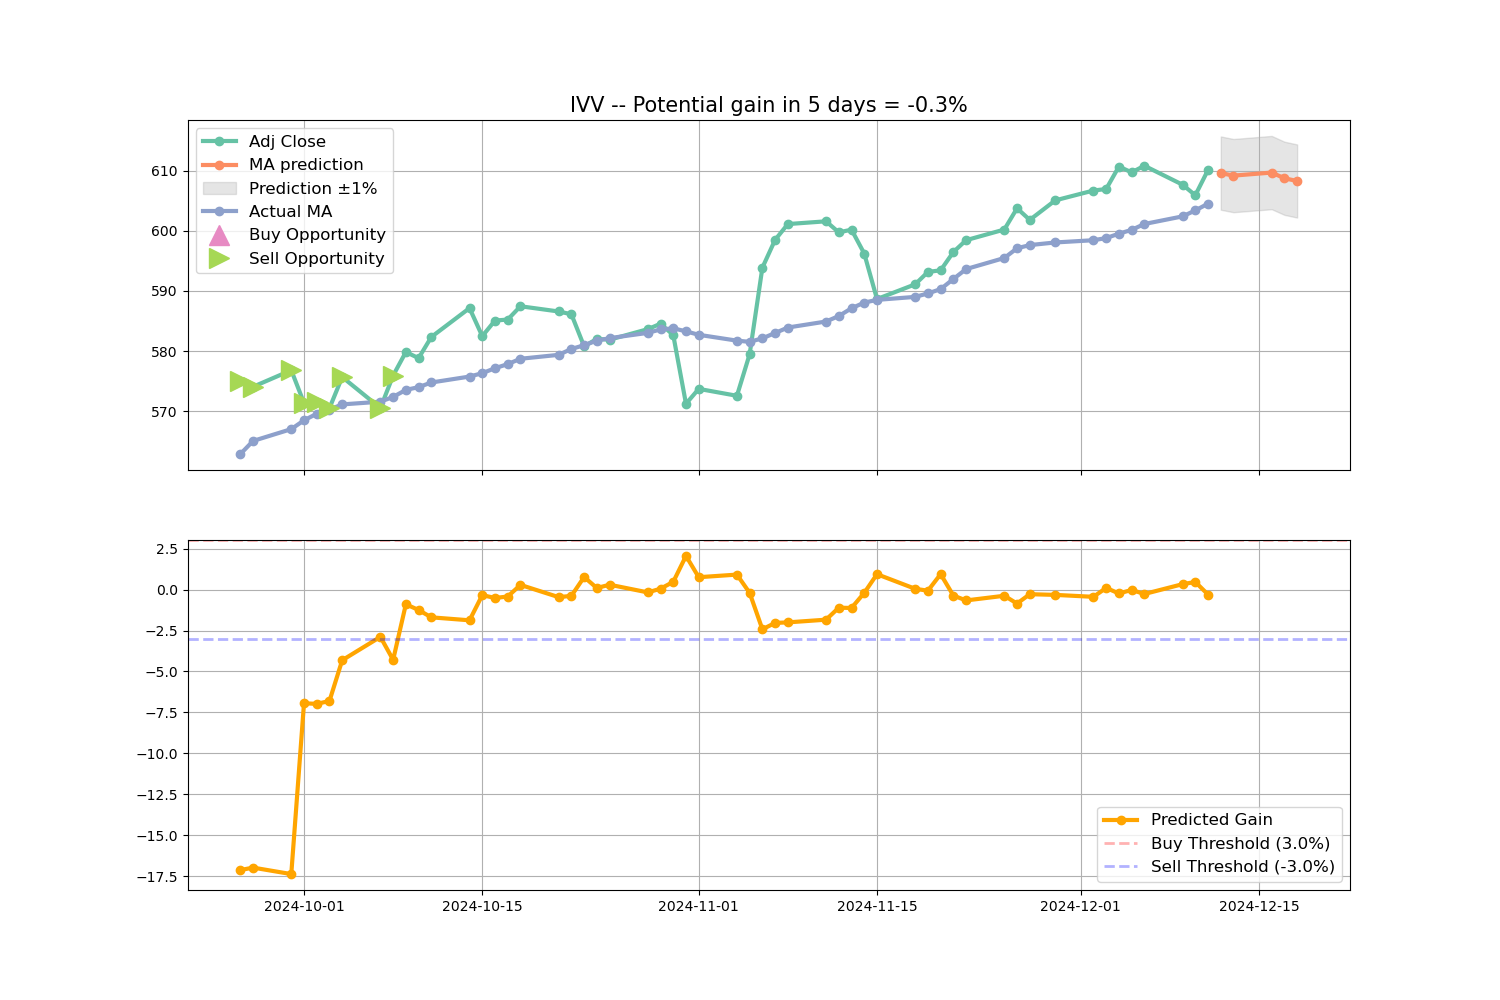 IVV -- Potential gain in 5 days = -0.3%
Adj Close
MA prediction
Prediction ±1%
Actual MA
Buy Opportunity
Sell Opportunity
610
600
590
580
570
2.5
0.0
−2.5
−5.0
−7.5
−10.0
−12.5
−15.0
−17.5
Predicted Gain
Buy Threshold (3.0%)
Sell Threshold (-3.0%)
2024-10-01 2024-10-15 2024-11-01 2024-11-15 2024-12-01 2024-12-15